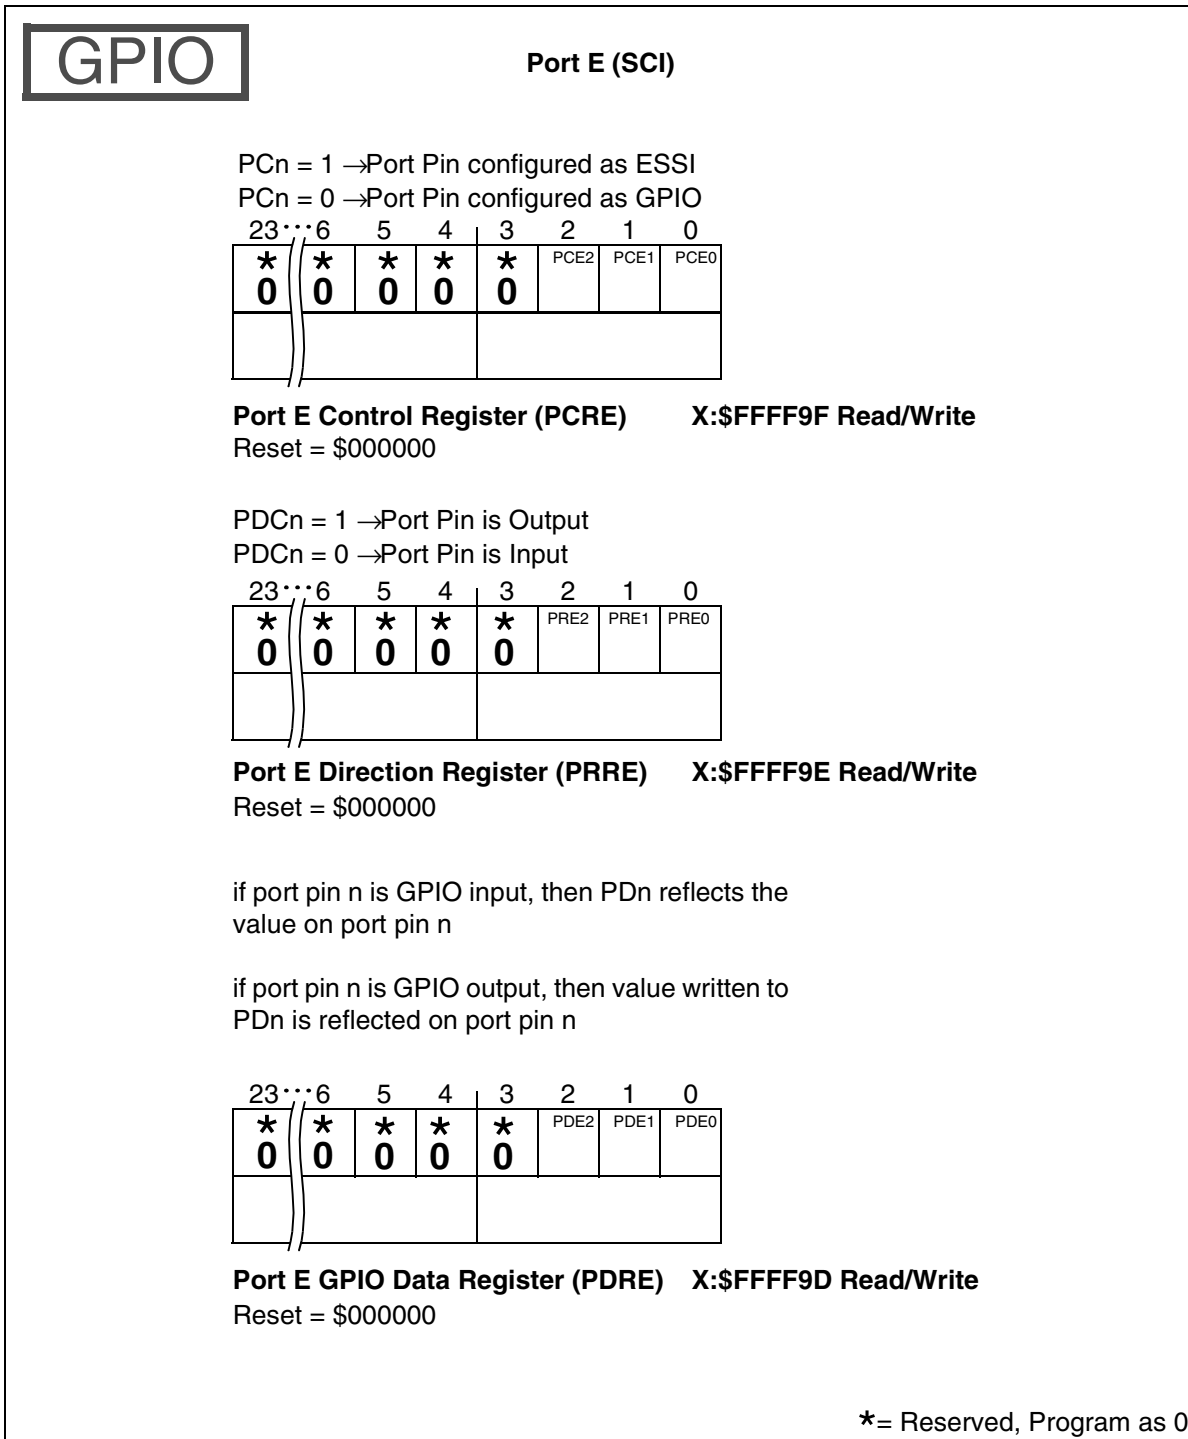 GPIO
Port E (SCI)
PCn = 1 →Port Pin configured as ESSI
PCn = 0 →Port Pin configured as GPIO
23 ··· 6 5 4 3 2 1 0
* * * * * PCE2 PCE1 PCE0
0 0 0 0 0
Port E Control Register (PCRE) X:$FFFF9F Read/Write
Reset = $000000
PDCn = 1 →Port Pin is Output
PDCn = 0 →Port Pin is Input
23 ··· 6 5 4 3 2 1 0
* * * * * PRE2 PRE1 PRE0
0 0 0 0 0
Port E Direction Register (PRRE) X:$FFFF9E Read/Write
Reset = $000000
if port pin n is GPIO input, then PDn reflects the
value on port pin n
if port pin n is GPIO output, then value written to
PDn is reflected on port pin n
23 ··· 6 5 4 3 2 1 0
* * * * * PDE2 PDE1 PDE0
0 0 0 0 0
Port E GPIO Data Register (PDRE) X:$FFFF9D Read/Write
Reset = $000000
*= Reserved, Program as 0